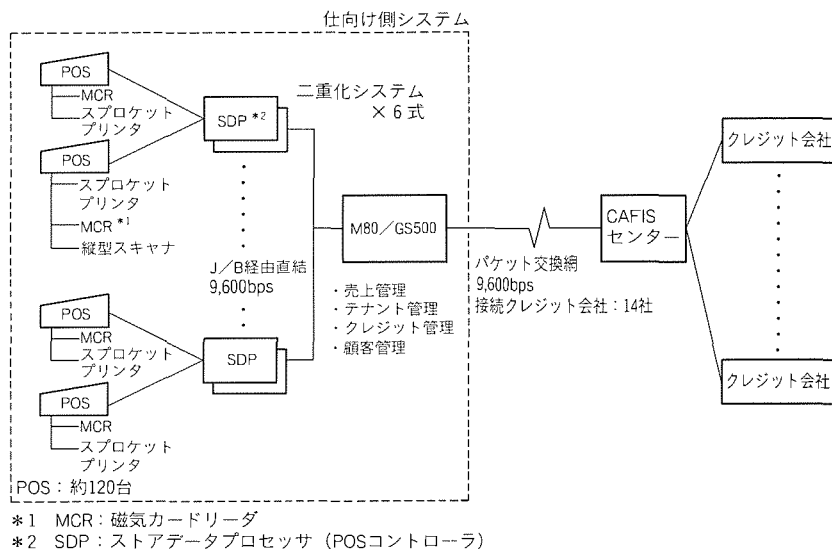 仕向け側システム
POS
MCR
スプロケット
プリンタ
POS
スプロケット
プリンタ
MCR *1
縦型スキャナ
SDP *2
二重化システム
×6式
J/B経由直結
9,600bps
POS
MCR
スプロケット
プリンタ
POS
MCR
スプロケット
プリンタ
SDP
M80/GS500
・売上管理
・テナント管理
・クレジット管理
・顧客管理
パケット交換網
9,600bps
接続クレジット会社：14社
CAFIS
センター
クレジット会社
クレジット会社
POS：約120台
*1 MCR：磁気カードリーダ
*2 SDP：ストアデータプロセッサ（POSコントローラ）